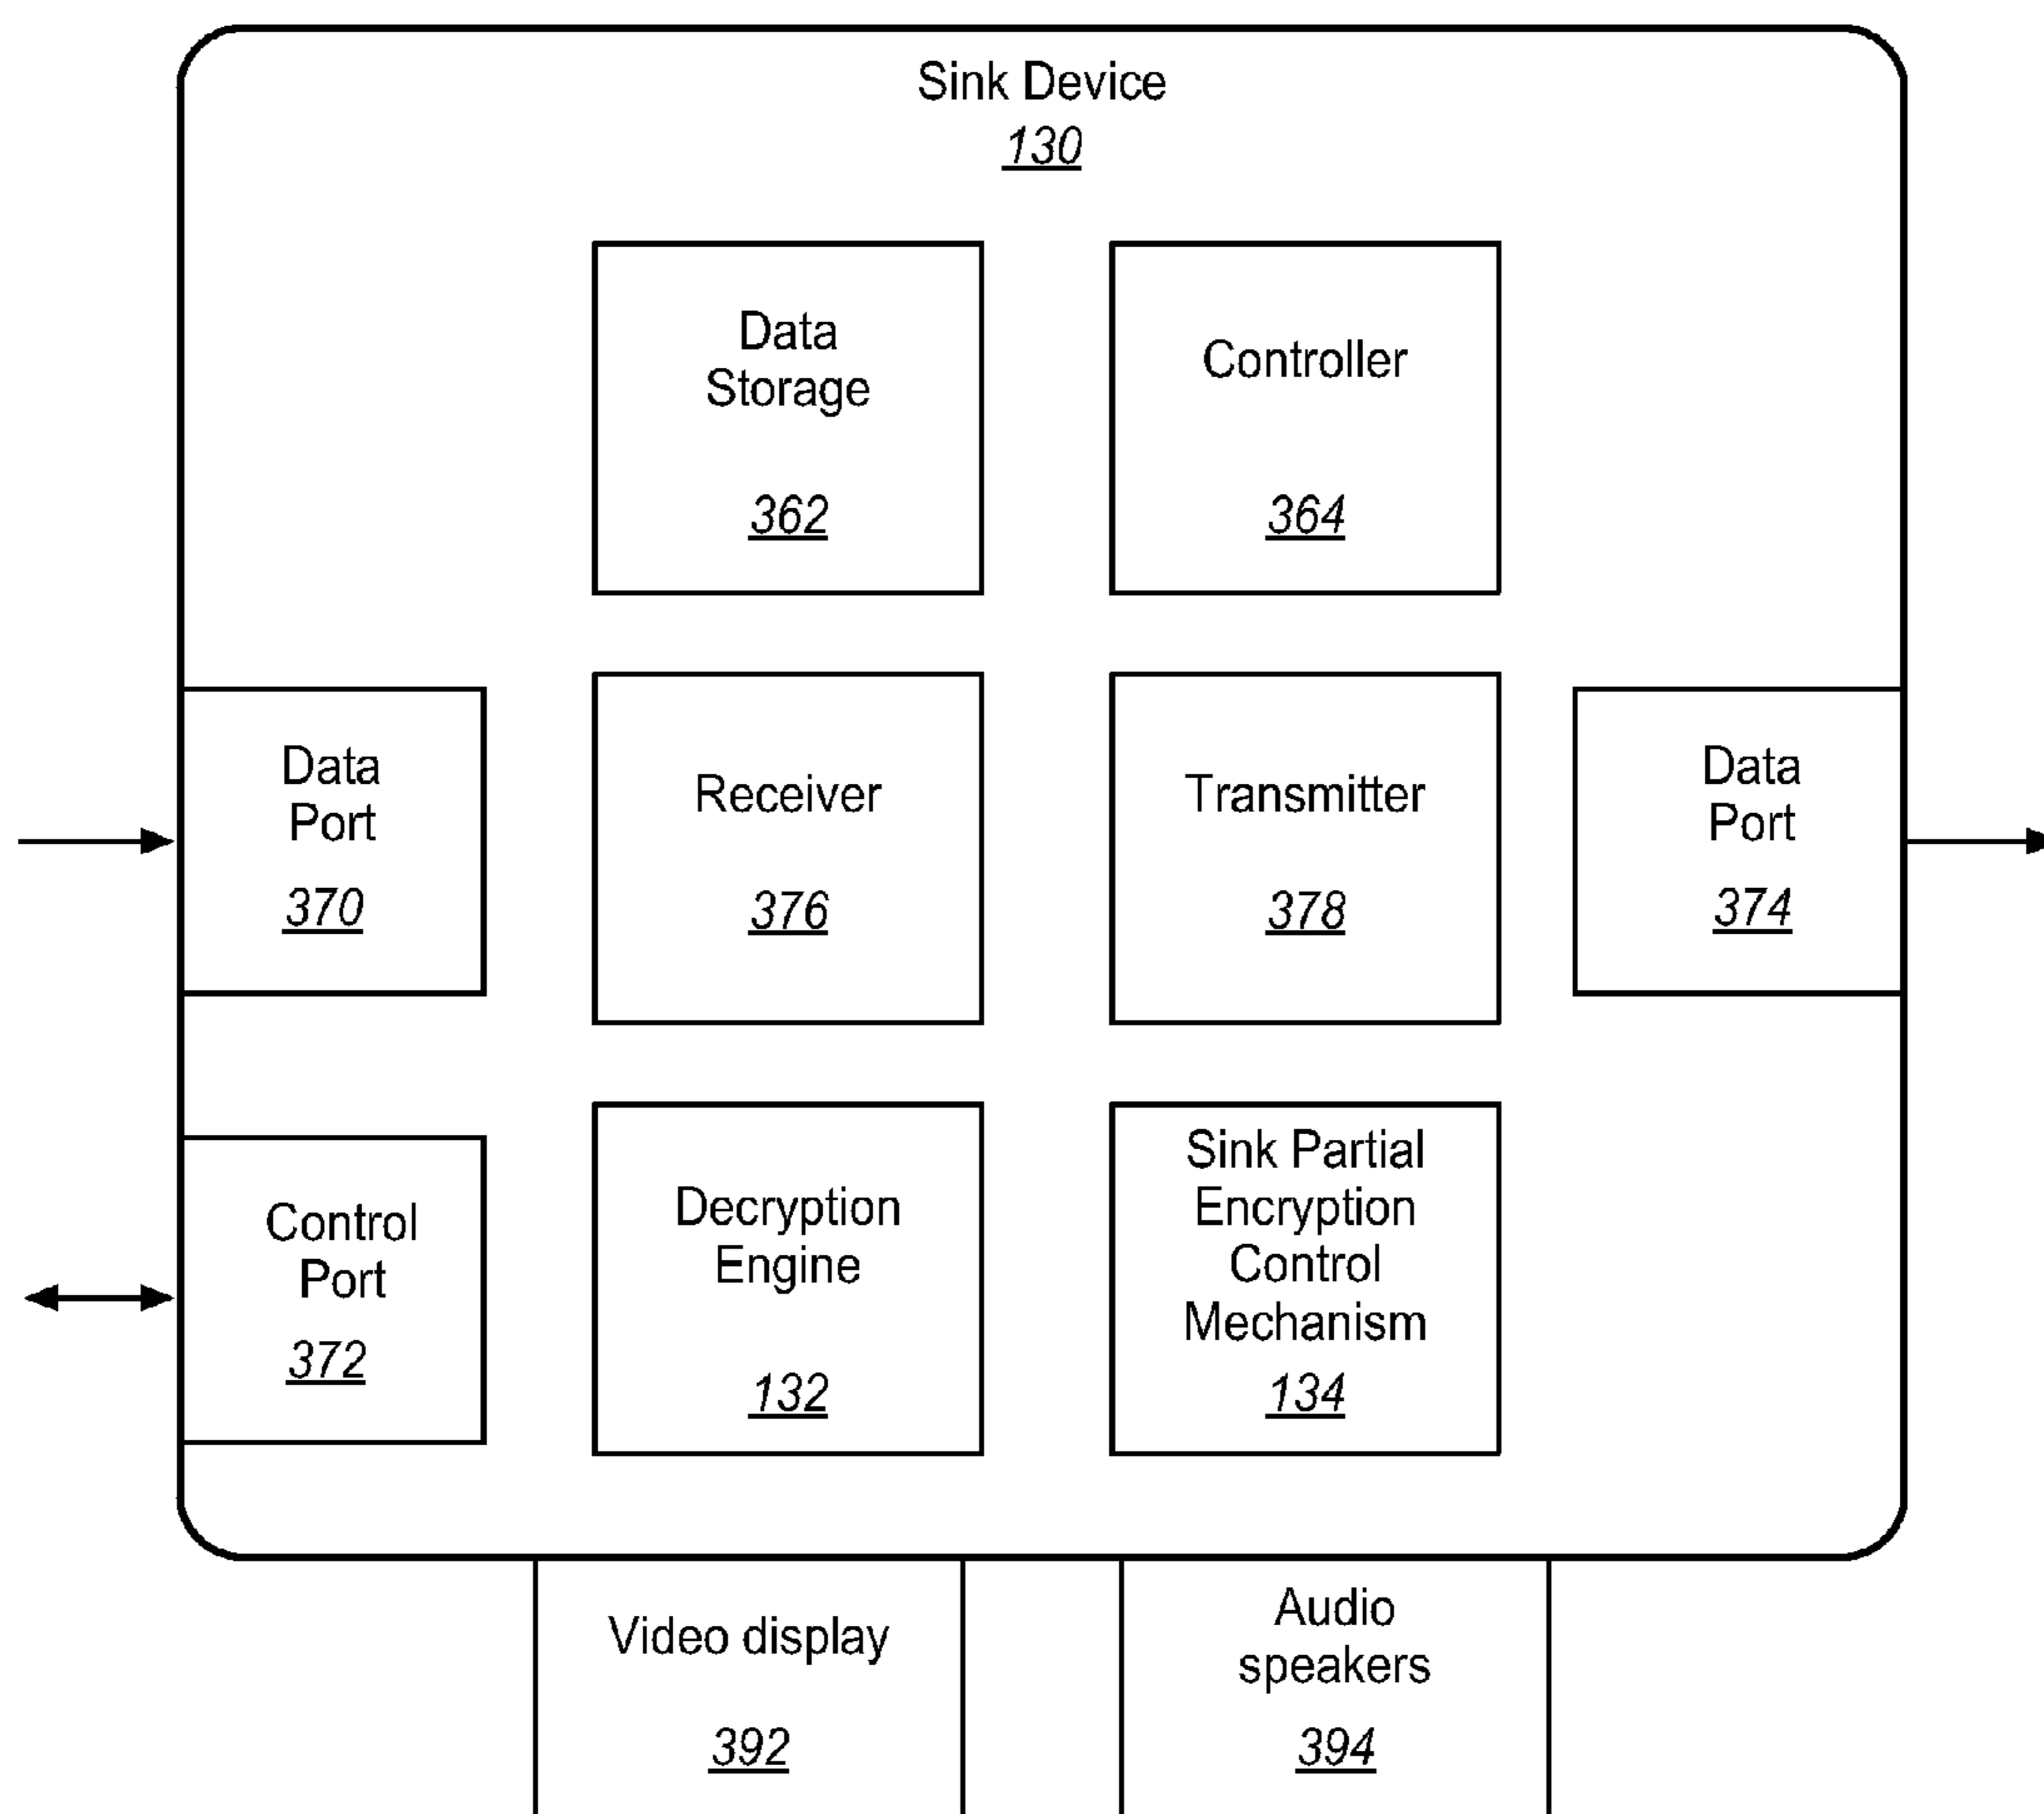 Sink Device
130
Data
Storage
362
Controller
364
Data
Port
370
Receiver
376
Transmitter
378
Data
Port
374
Control
Port
372
Decryption
Engine
132
Sink Partial
Encryption
Control
Mechanism
134
Video display
392
Audio
speakers
394